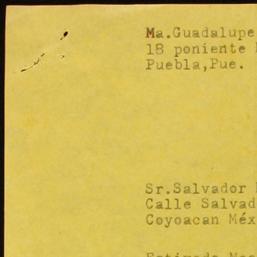 Ma.Guadalupe
18 poniente
Puebla,Pue.
Sr.Salvador
Calle Salvad
Coyoacan Méx